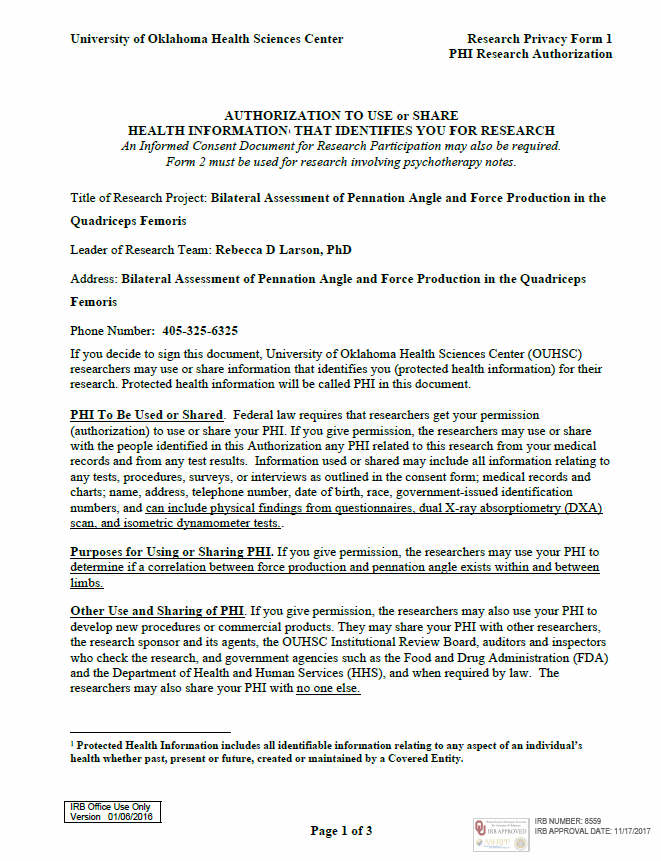 University of Oklahoma Health Sciences Center
Research Privacy Form 1
PHI Research Authorization
AUTHORIZATION TO USE or SHARE
HEALTH INFORMATION¹ THAT IDENTIFIES YOU FOR RESEARCH
An Informed Consent Document for Research Participation may also be required.
Form 2 must be used for research involving psychotherapy notes.
Title of Research Project: Bilateral Assessment of Pennation Angle and Force Production in the
Quadriceps Femoris
Leader of Research Team: Rebecca D Larson, PhD
Address: Bilateral Assessment of Pennation Angle and Force Production in the Quadriceps
Femoris
Phone Number: 405-325-6325
If you decide to sign this document, University of Oklahoma Health Sciences Center (OUHSC)
researchers may use or share information that identifies you (protected health information) for their
research. Protected health information will be called PHI in this document.
PHI To Be Used or Shared. Federal law requires that researchers get your permission
(authorization) to use or share your PHI. If you give permission, the researchers may use or share
with the people identified in this Authorization any PHI related to this research from your medical
records and from any test results. Information used or shared may include all information relating to
any tests, procedures, surveys, or interviews as outlined in the consent form; medical records and
charts; name, address, telephone number, date of birth, race, government-issued identification
numbers, and can include physical findings from questionnaires, dual X-ray absorptiometry (DXA)
scan, and isometric dynamometer tests..
Purposes for Using or Sharing PHI. If you give permission, the researchers may use your PHI to
determine if a correlation between force production and pennation angle exists within and between
limbs.
Other Use and Sharing of PHI. If you give permission, the researchers may also use your PHI to
develop new procedures or commercial products. They may share your PHI with other researchers,
the research sponsor and its agents, the OUHSC Institutional Review Board, auditors and inspectors
who check the research, and government agencies such as the Food and Drug Administration (FDA)
and the Department of Health and Human Services (HHS), and when required by law. The
researchers may also share your PHI with no one else.
¹ Protected Health Information includes all identifiable information relating to any aspect of an individual's
health whether past, present or future, created or maintained by a Covered Entity.
IRB Office Use Only
Version 01/06/2016
Page 1 of 3
IRB APPROVED
AAHRPP
IRB NUMBER: 8559
IRB APPROVAL DATE: 11/17/2017